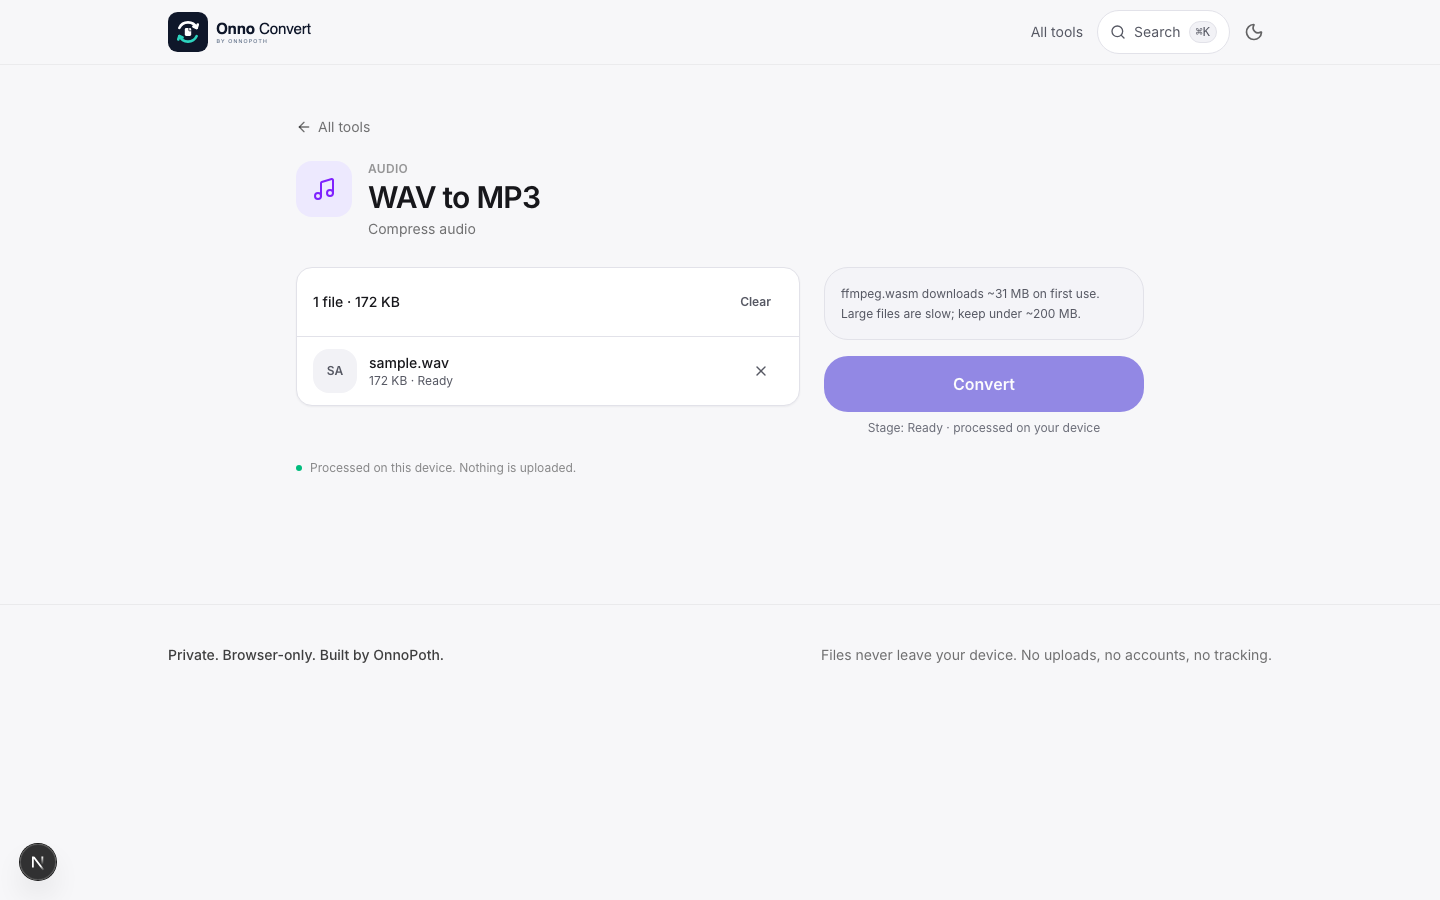 Onno Convert
BY ONNOPOTH
All tools
Search
⌘K
All tools
AUDIO
WAV to MP3
Compress audio
1 file · 172 KB
Clear
SA
sample.wav
172 KB · Ready
ffmpeg.wasm downloads ~31 MB on first use.
Large files are slow; keep under ~200 MB.
Convert
Stage: Ready · processed on your device
Processed on this device. Nothing is uploaded.
Private. Browser-only. Built by OnnoPoth.
Files never leave your device. No uploads, no accounts, no tracking.
N